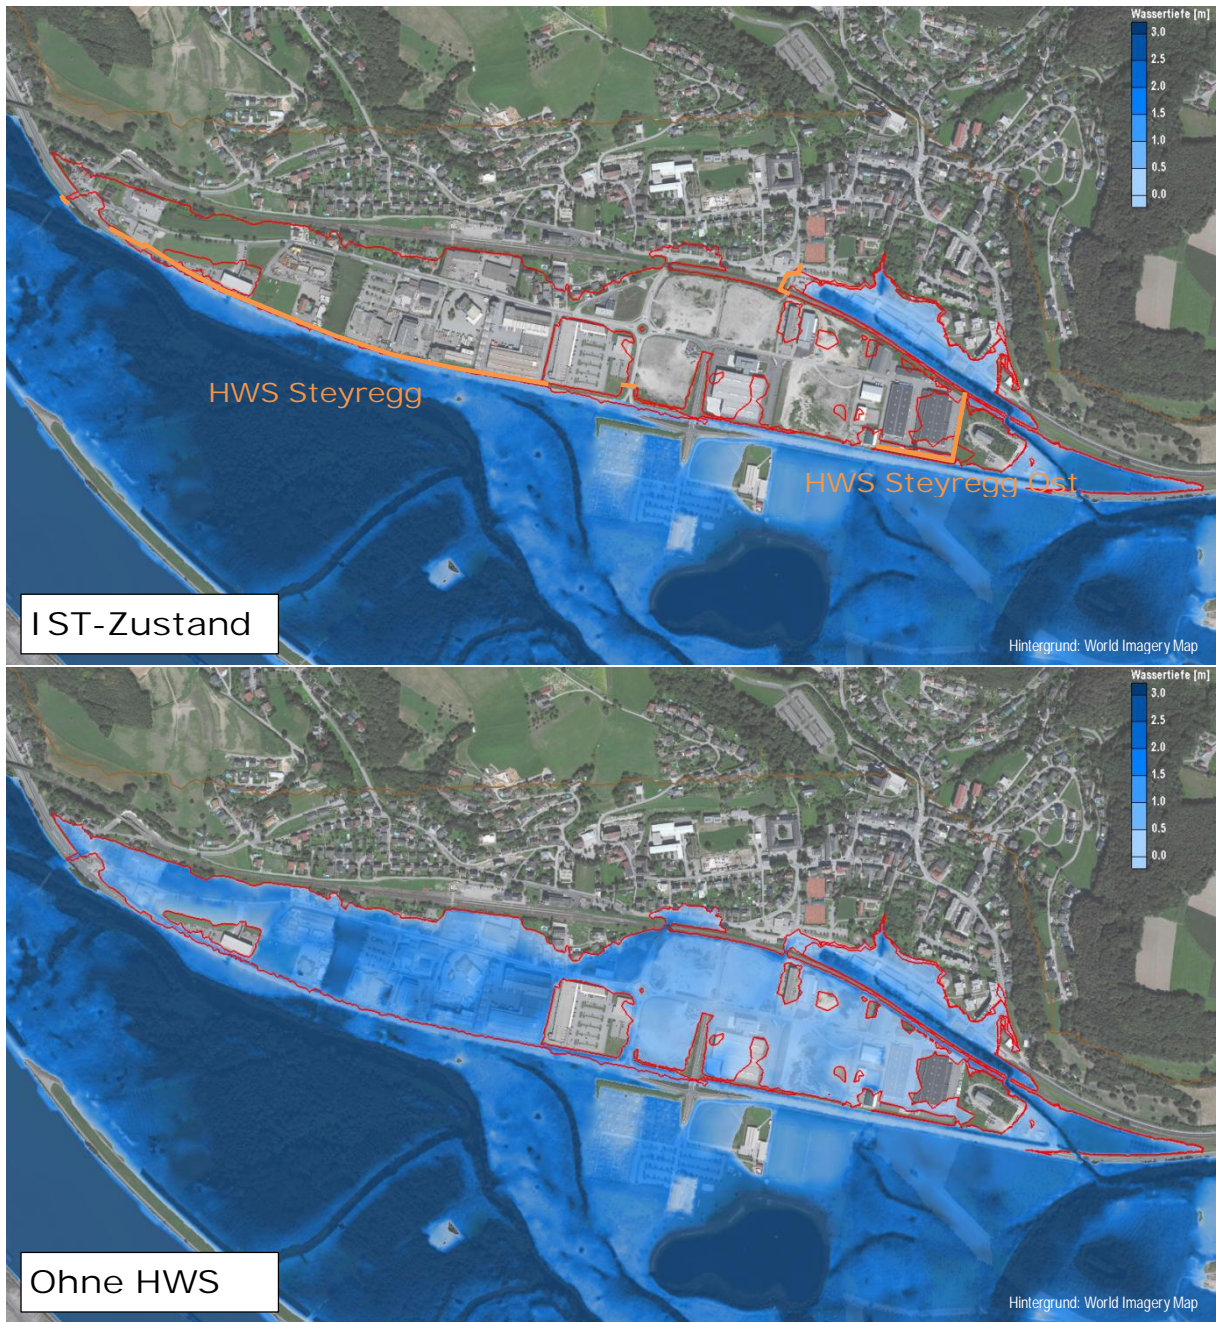 Wassertiefe [m]
3.0
2.5
2.0
1.5
1.0
0.5
0.0
HWS Steyregg
HWS Steyregg Ost
IST-Zustand
Hintergrund: World Imagery Map
Wassertiefe [m]
3.0
2.5
2.0
1.5
1.0
0.5
0.0
Ohne HWS
Hintergrund: World Imagery Map